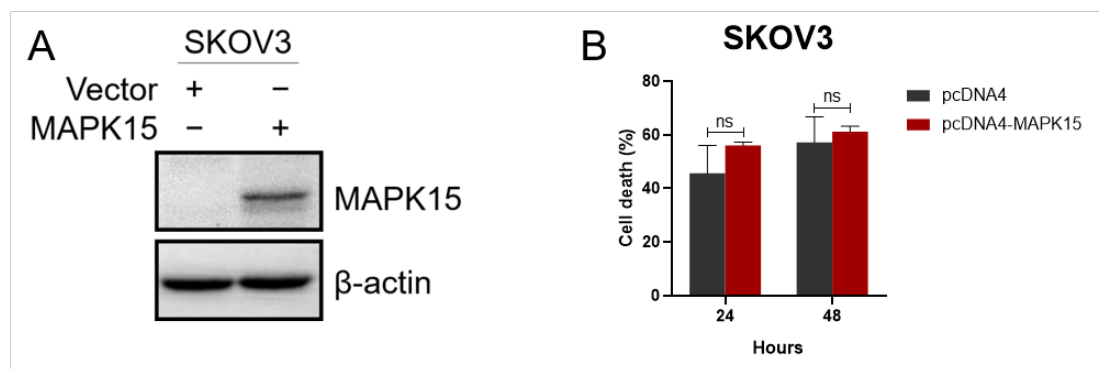 A
SKOV3
Vector + −
MAPK15 − +
MAPK15
β-actin
B
SKOV3
Cell death (%)
80
60
40
20
0
ns
ns
24
48
Hours
pcDNA4
pcDNA4-MAPK15